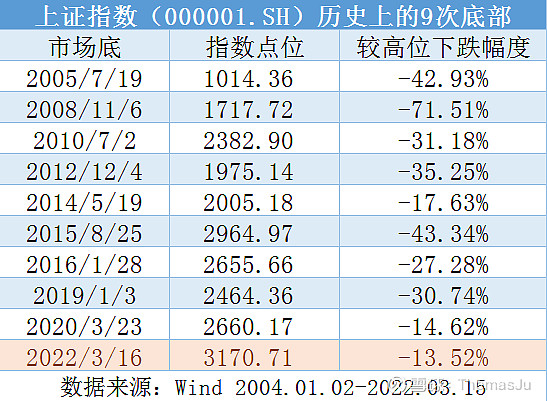 上证指数（000001.SH）历史上的9次底部
市场底 指数点位 较高位下跌幅度
2005/7/19 1014.36 -42.93%
2008/11/6 1717.72 -71.51%
2010/7/2 2382.90 -31.18%
2012/12/4 1975.14 -35.25%
2014/5/19 2005.18 -17.63%
2015/8/25 2964.97 -43.34%
2016/1/28 2655.66 -27.28%
2019/1/3 2464.36 -30.74%
2020/3/23 2660.17 -14.62%
2022/3/16 3170.71 -13.52%
数据来源：Wind 2004.01.02-2022.03.15
雪球：ThomasJu